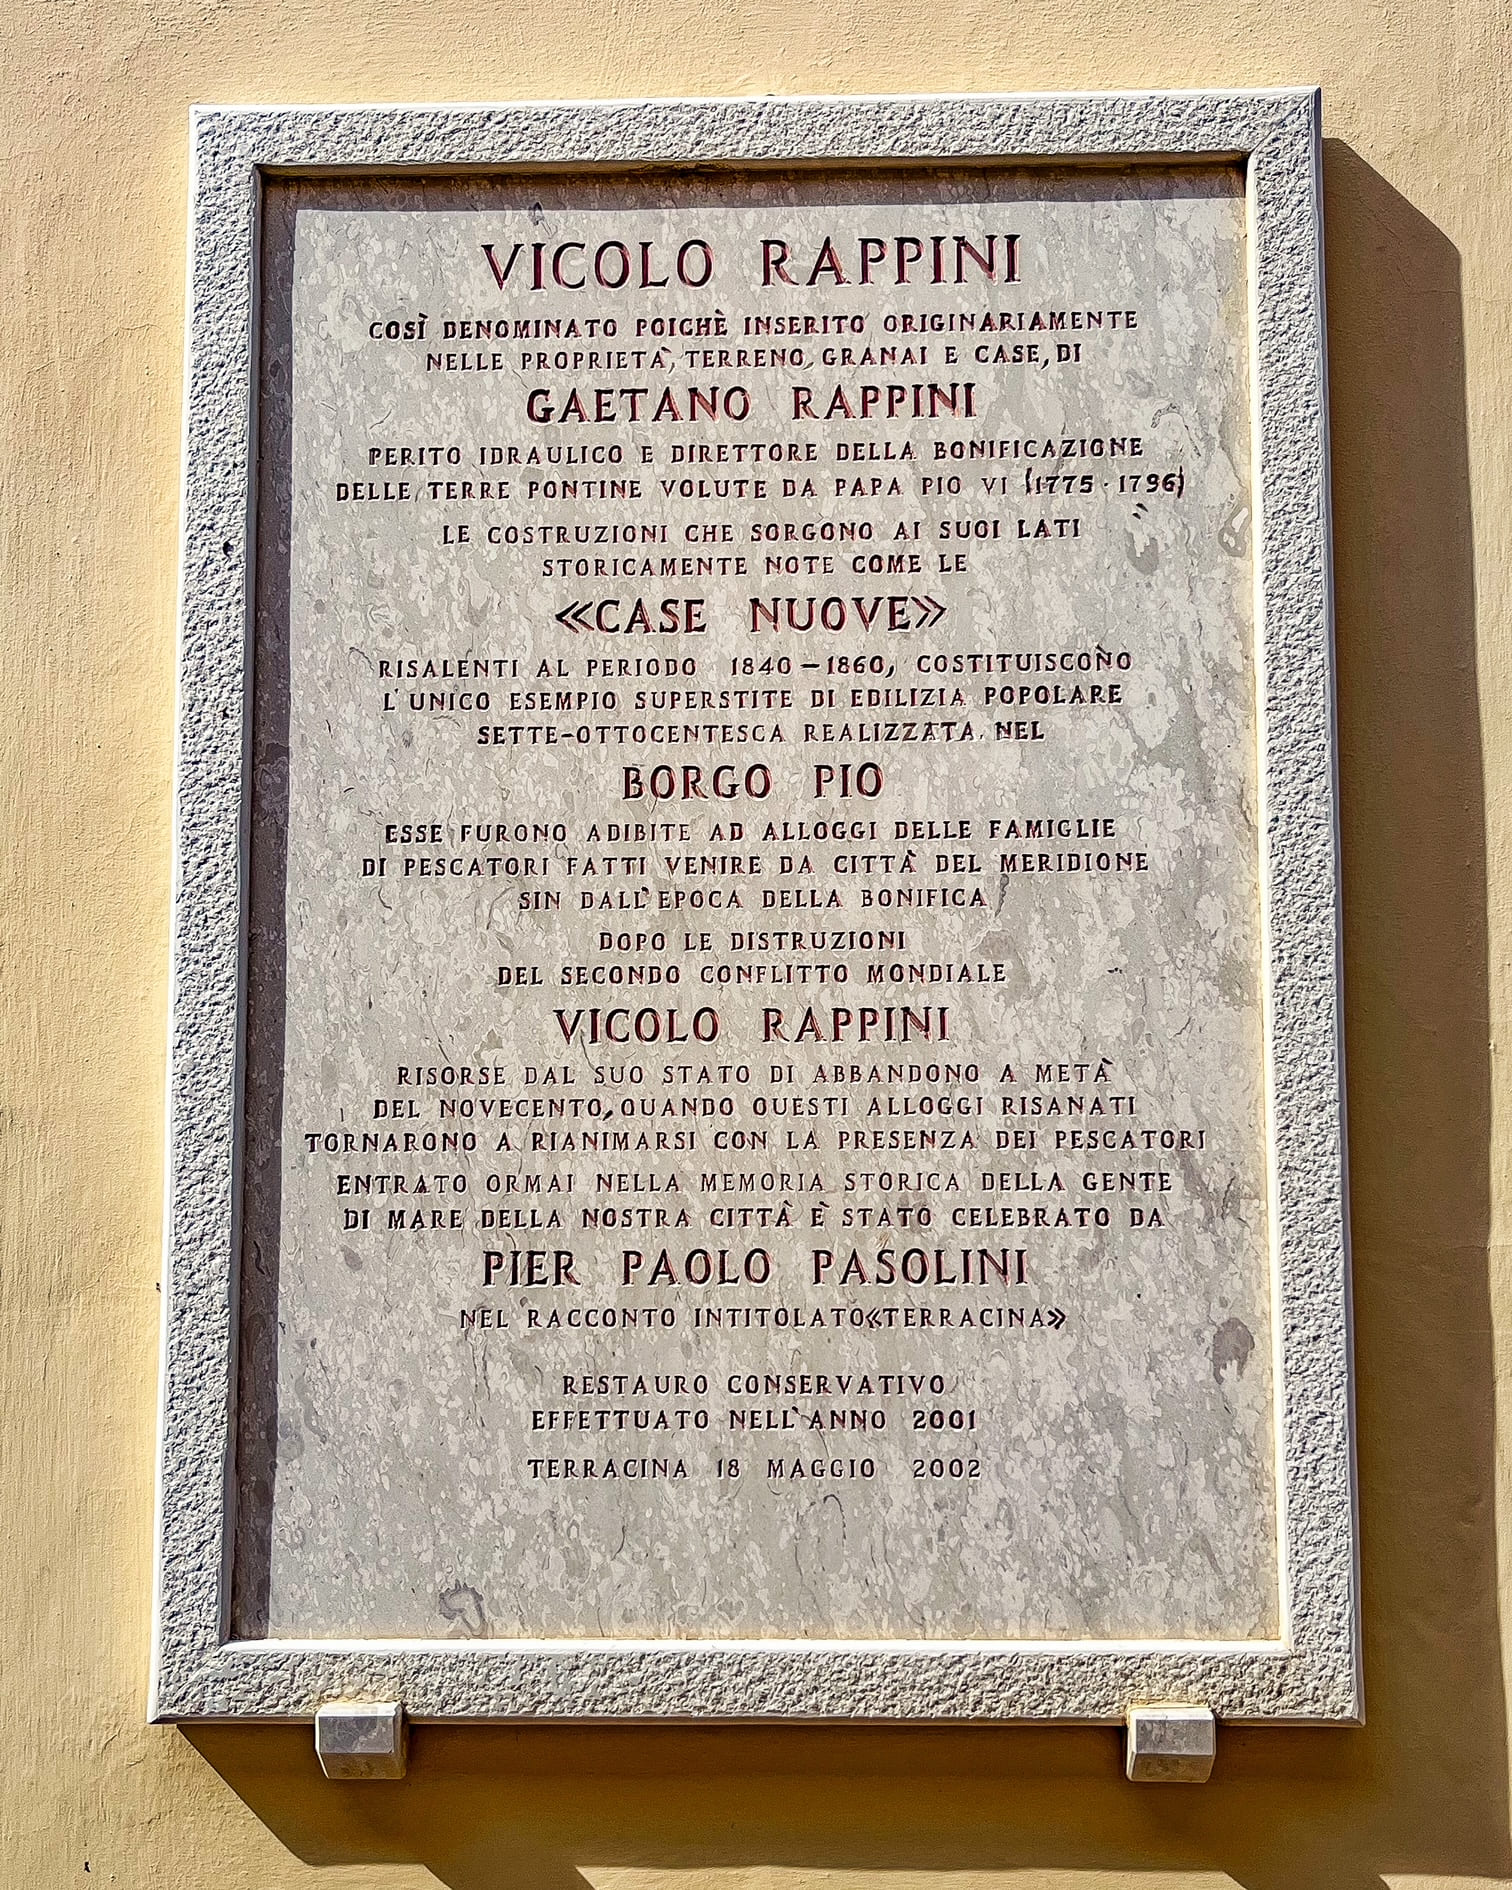 VICOLO RAPPINI
COSÌ DENOMINATO POICHÈ INSERITO ORIGINARIAMENTE
NELLE PROPRIETÀ, TERRENO, GRANAI E CASE, DI
GAETANO RAPPINI
PERITO IDRAULICO E DIRETTORE DELLA BONIFICAZIONE
DELLE TERRE PONTINE VOLUTE DA PAPA PIO VI (1775 - 1796)
LE COSTRUZIONI CHE SORGONO AI SUOI LATI
STORICAMENTE NOTE COME LE
«CASE NUOVE»
RISALENTI AL PERIODO 1840 – 1860, COSTITUISCONO
L'UNICO ESEMPIO SUPERSTITE DI EDILIZIA POPOLARE
SETTE-OTTOCENTESCA REALIZZATA NEL
BORGO PIO
ESSE FURONO ADIBITE AD ALLOGGI DELLE FAMIGLIE
DI PESCATORI FATTI VENIRE DA CITTÀ DEL MERIDIONE
SIN DALL'EPOCA DELLA BONIFICA
DOPO LE DISTRUZIONI
DEL SECONDO CONFLITTO MONDIALE
VICOLO RAPPINI
RISORSE DAL SUO STATO DI ABBANDONO A METÀ
DEL NOVECENTO, QUANDO QUESTI ALLOGGI RISANATI
TORNARONO A RIANIMARSI CON LA PRESENZA DEI PESCATORI
ENTRATO ORMAI NELLA MEMORIA STORICA DELLA GENTE
DI MARE DELLA NOSTRA CITTÀ È STATO CELEBRATO DA
PIER PAOLO PASOLINI
NEL RACCONTO INTITOLATO «TERRACINA»
RESTAURO CONSERVATIVO
EFFETTUATO NELL'ANNO 2001
TERRACINA 18 MAGGIO 2002